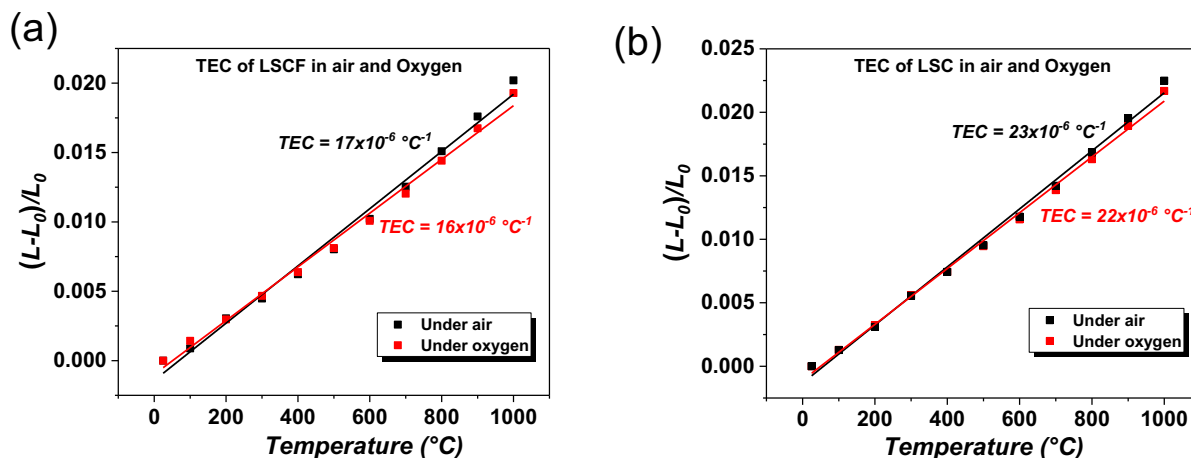 (a)
TEC of LSCF in air and Oxygen
TEC = 17x10⁻⁶ °C⁻¹
TEC = 16x10⁻⁶ °C⁻¹
(L-L₀)/L₀
0.020
0.015
0.010
0.005
0.000
Under air
Under oxygen
0
200
400
600
800
1000
Temperature (°C)
(b)
TEC of LSC in air and Oxygen
TEC = 23x10⁻⁶ °C⁻¹
TEC = 22x10⁻⁶ °C⁻¹
(L-L₀)/L₀
0.025
0.020
0.015
0.010
0.005
0.000
Under air
Under oxygen
0
200
400
600
800
1000
Temperature (°C)